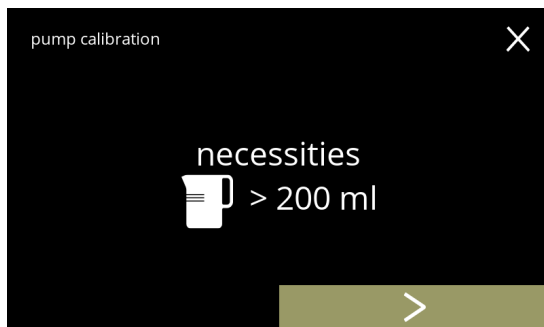 pump calibration
necessities
> 200 ml